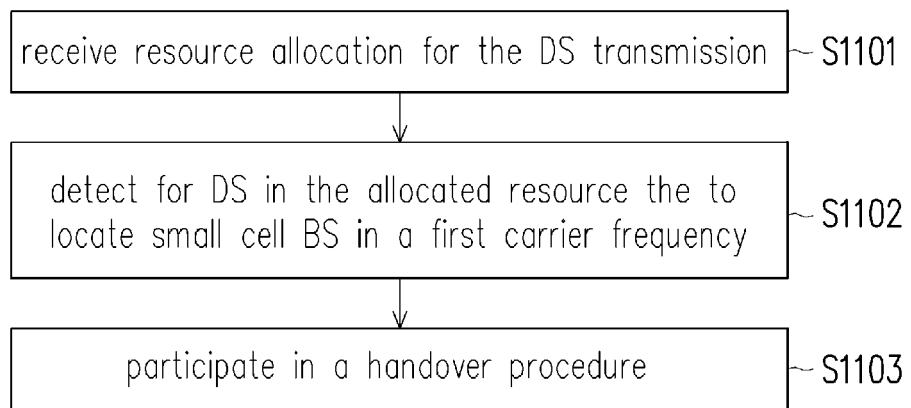 receive resource allocation for the DS transmission S1101
detect for DS in the allocated resource the to
locate small cell BS in a first carrier frequency S1102
participate in a handover procedure S1103